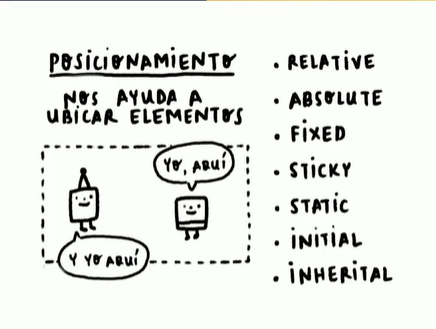 POSICIONAMIENTO
NOS AYUDA A
UBICAR ELEMENTOS
YO, AQUÍ
Y YO AQUÍ
• RELATIVE
• ABSOLUTE
• FIXED
• STICKY
• STATIC
• INITIAL
• INHERITAL